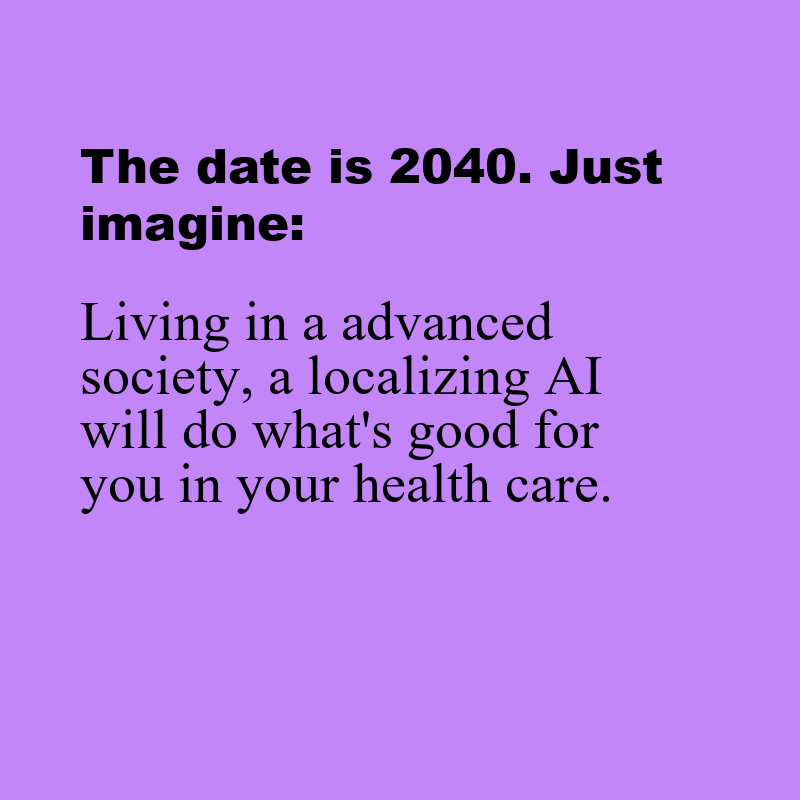 The date is 2040. Just
imagine:
Living in a advanced
society, a localizing AI
will do what's good for
you in your health care.